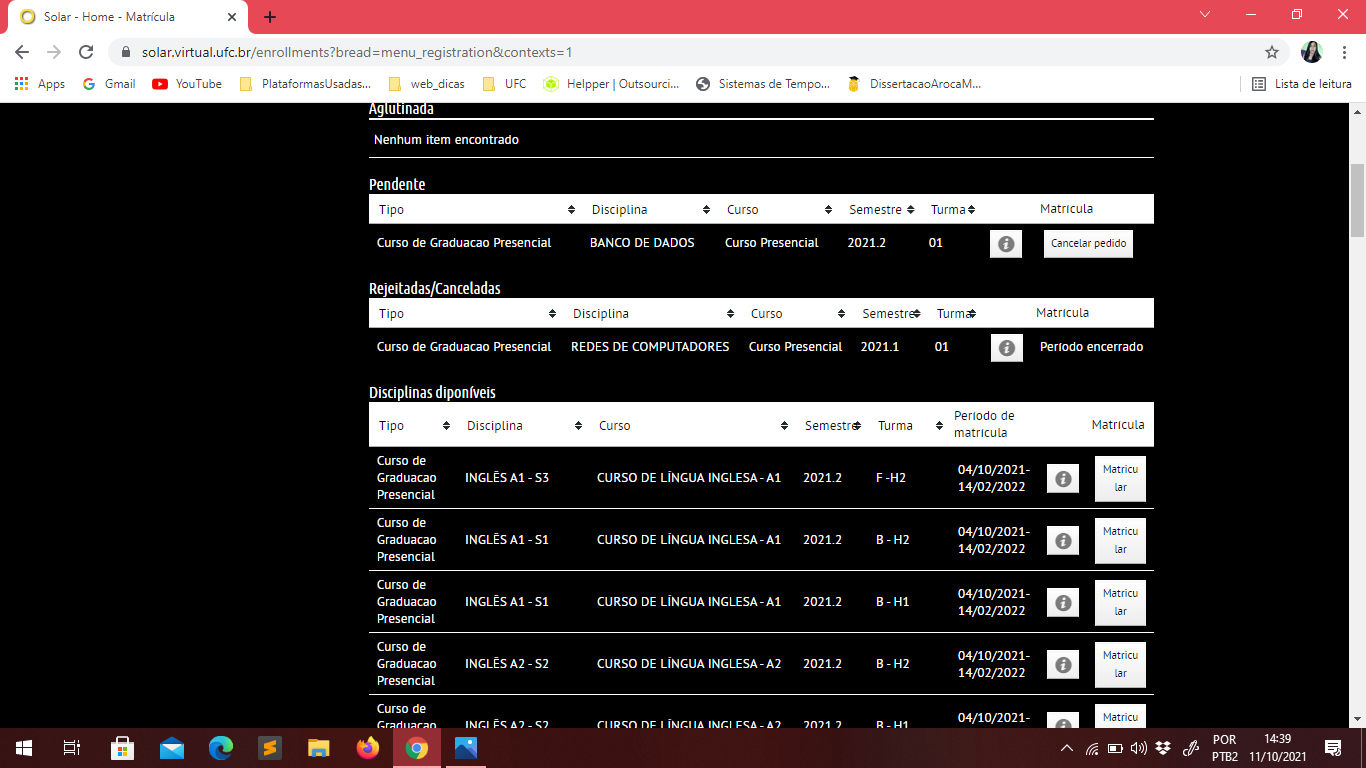 Solar - Home - Matrícula
solar.virtual.ufc.br/enrollments?bread=menu_registration&contexts=1
Apps Gmail YouTube PlataformasUsadas... web_dicas UFC Helpper | Outsourci... Sistemas de Tempo... DissertacaoArocaM... Lista de leitura
Aglutinada
Nenhum item encontrado
Pendente
Tipo Disciplina Curso Semestre Turma Matrícula
Curso de Graduacao Presencial BANCO DE DADOS Curso Presencial 2021.2 01 Cancelar pedido
Rejeitadas/Canceladas
Tipo Disciplina Curso Semestre Turma Matrícula
Curso de Graduacao Presencial REDES DE COMPUTADORES Curso Presencial 2021.1 01 Período encerrado
Disciplinas diponíveis
Tipo Disciplina Curso Semestre Turma Período de matrícula Matrícula
Curso de Graduacao Presencial INGLÊS A1 - S3 CURSO DE LÍNGUA INGLESA - A1 2021.2 F -H2 04/10/2021- 14/02/2022 Matricu lar
Curso de Graduacao Presencial INGLÊS A1 - S1 CURSO DE LÍNGUA INGLESA - A1 2021.2 B - H2 04/10/2021- 14/02/2022 Matricu lar
Curso de Graduacao Presencial INGLÊS A1 - S1 CURSO DE LÍNGUA INGLESA - A1 2021.2 B - H1 04/10/2021- 14/02/2022 Matricu lar
Curso de Graduacao Presencial INGLÊS A2 - S2 CURSO DE LÍNGUA INGLESA - A2 2021.2 B - H2 04/10/2021- 14/02/2022 Matricu lar
Curso de Graduacao INGLÊS A2 - S2 CURSO DE LÍNGUA INGLESA - A2 2021.2 B - H1 04/10/2021- Matricu
POR 14:39
PTB2 11/10/2021